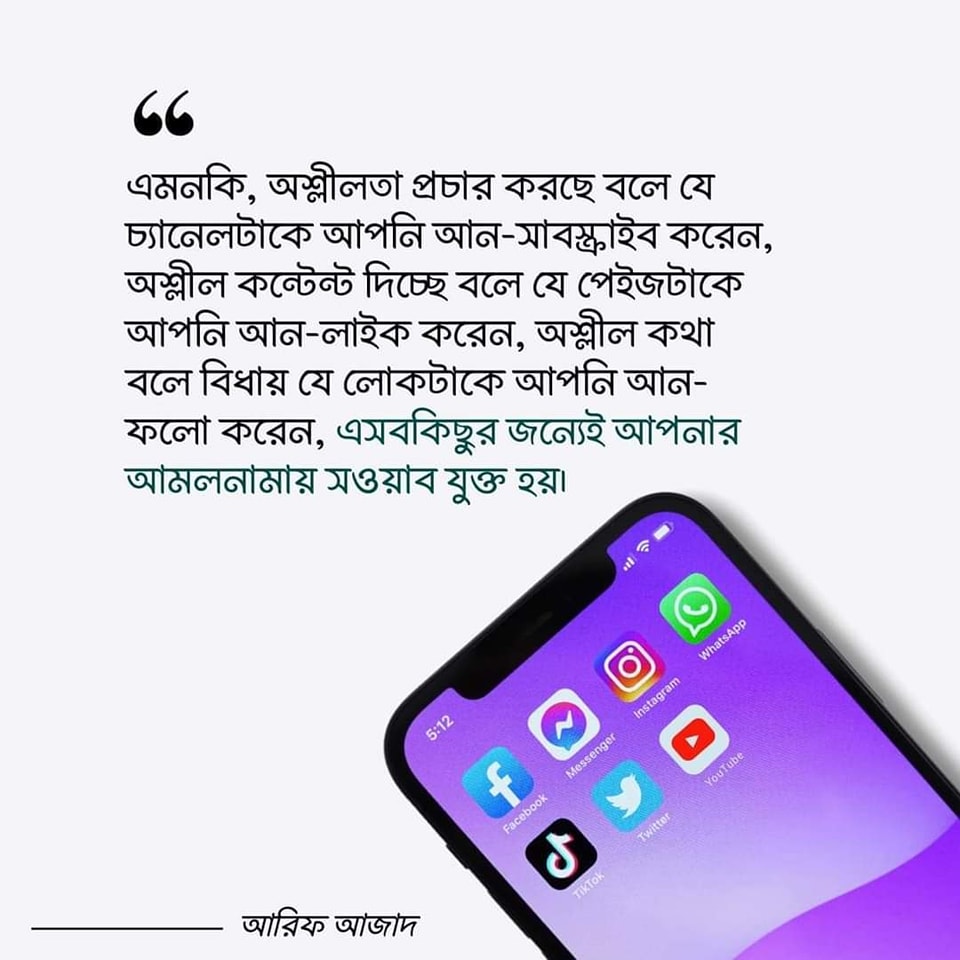 “
এমনকি, অশ্লীলতা প্রচার করছে বলে যে
চ্যানেলটাকে আপনি আন-সাবস্ক্রাইব করেন,
অশ্লীল কন্টেন্ট দিচ্ছে বলে যে পেইজটাকে
আপনি আন-লাইক করেন, অশ্লীল কথা
বলে বিধায় যে লোকটাকে আপনি আন-
ফলো করেন, এসবকিছুর জন্যেই আপনার
আমলনামায় সওয়াব যুক্ত হয়।
5:12
WhatsApp
Instagram
Messenger
Facebook
YouTube
Twitter
TikTok
আরিফ আজাদ